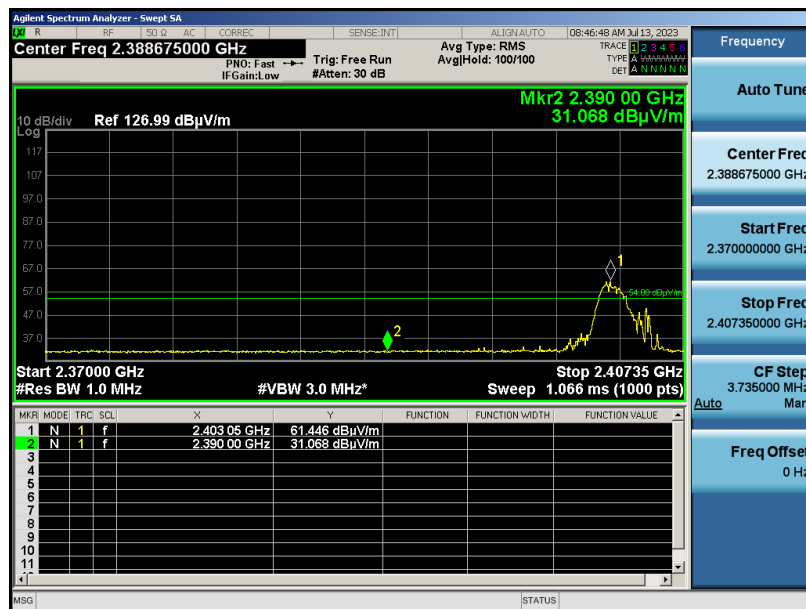 Agilent Spectrum Analyzer - Swept SA
LXI R RF 50 Ω AC CORREC SENSE:INT ALIGN AUTO 08:46:48 AM Jul 13, 2023
Center Freq 2.388675000 GHz
PNO: Fast
IFGain:Low
Trig: Free Run
#Atten: 30 dB
Avg Type: RMS
Avg|Hold: 100/100
TRACE 1 2 3 4 5 6
TYPE A WWWWW
DET A N N N N N
Mkr2 2.390 00 GHz
31.068 dBµV/m
10 dB/div Ref 126.99 dBµV/m
Log
117
107
97.0
87.0
77.0
67.0
57.0
47.0
37.0
1
54.00 dBµV/m
2
Start 2.37000 GHz Stop 2.40735 GHz
#Res BW 1.0 MHz #VBW 3.0 MHz* Sweep 1.066 ms (1000 pts)
MKR MODE TRC SCL X Y FUNCTION FUNCTION WIDTH FUNCTION VALUE
1 N 1 f 2.403 05 GHz 61.446 dBµV/m
2 N 1 f 2.390 00 GHz 31.068 dBµV/m
3
4
5
6
7
8
9
10
11
MSG STATUS
Frequency
Auto Tune
Center Freq
2.388675000 GHz
Start Freq
2.370000000 GHz
Stop Freq
2.407350000 GHz
CF Step
3.735000 MHz
Auto Man
Freq Offset
0 Hz